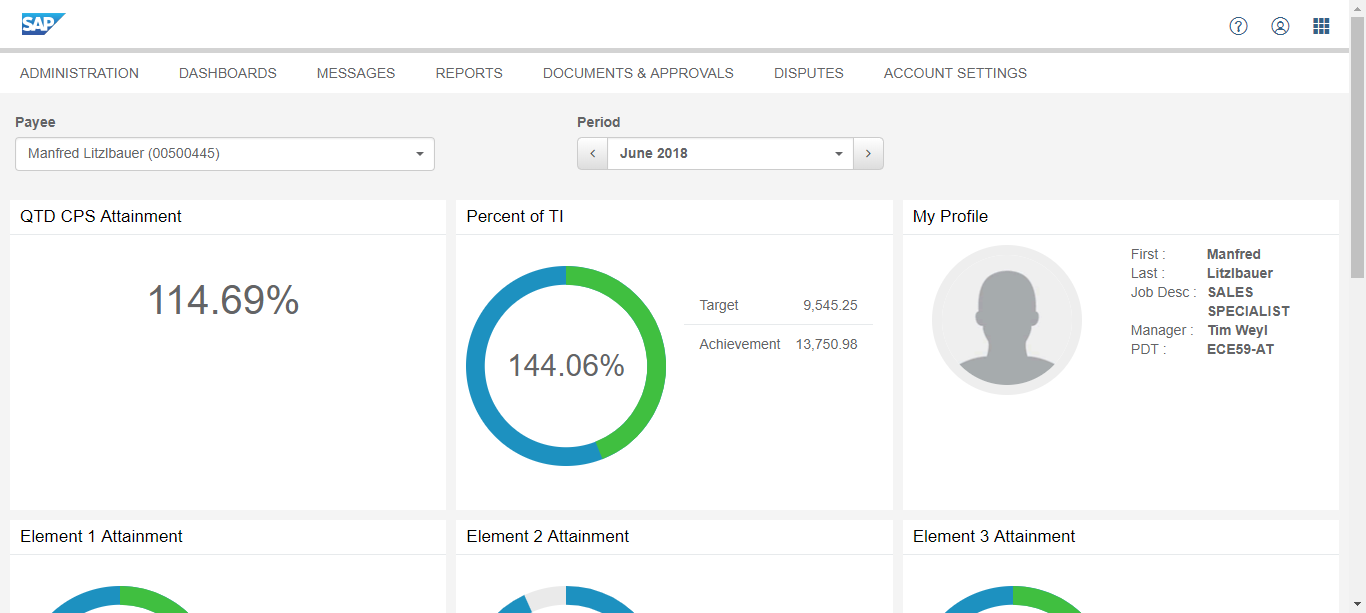 SAP
ADMINISTRATION DASHBOARDS MESSAGES REPORTS DOCUMENTS & APPROVALS DISPUTES ACCOUNT SETTINGS
Payee
Manfred Litzlbauer (00500445)
Period
June 2018
QTD CPS Attainment
114.69%
Percent of TI
144.06%
Target 9,545.25
Achievement 13,750.98
My Profile
First : Manfred
Last : Litzlbauer
Job Desc : SALES
SPECIALIST
Manager : Tim Weyl
PDT : ECE59-AT
Element 1 Attainment
Element 2 Attainment
Element 3 Attainment